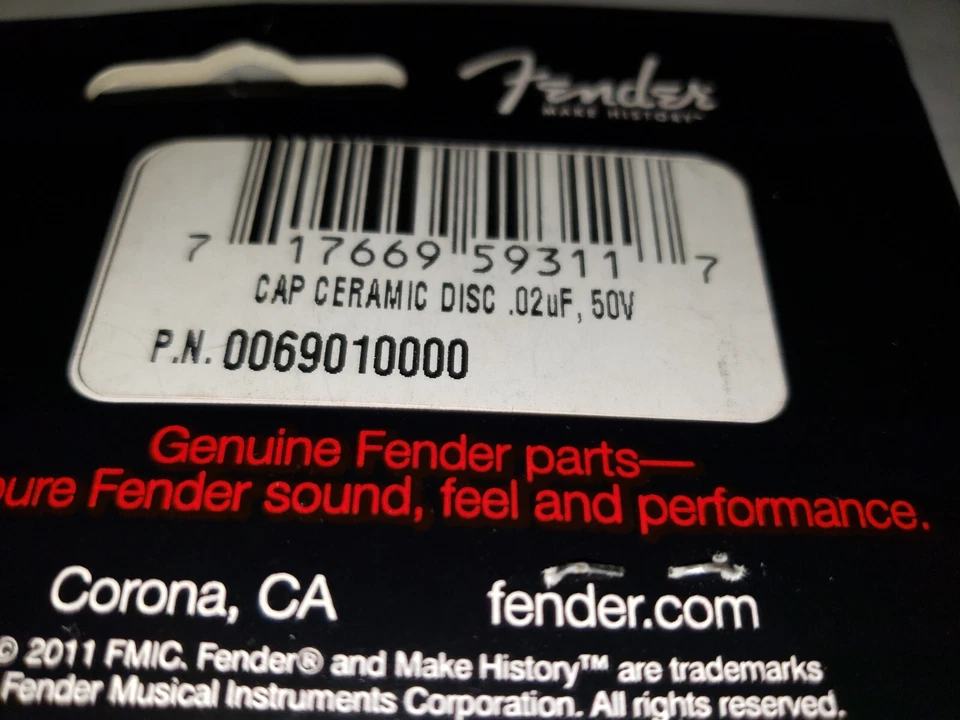 Fender
MAKE HISTORY™
7 17669 59311 7
CAP CERAMIC DISC .02uF, 50V
P.N. 0069010000
Genuine Fender parts—
pure Fender sound, feel and performance.
Corona, CA
fender.com
© 2011 FMIC. Fender® and Make History™ are trademarks
Fender Musical Instruments Corporation. All rights reserved.